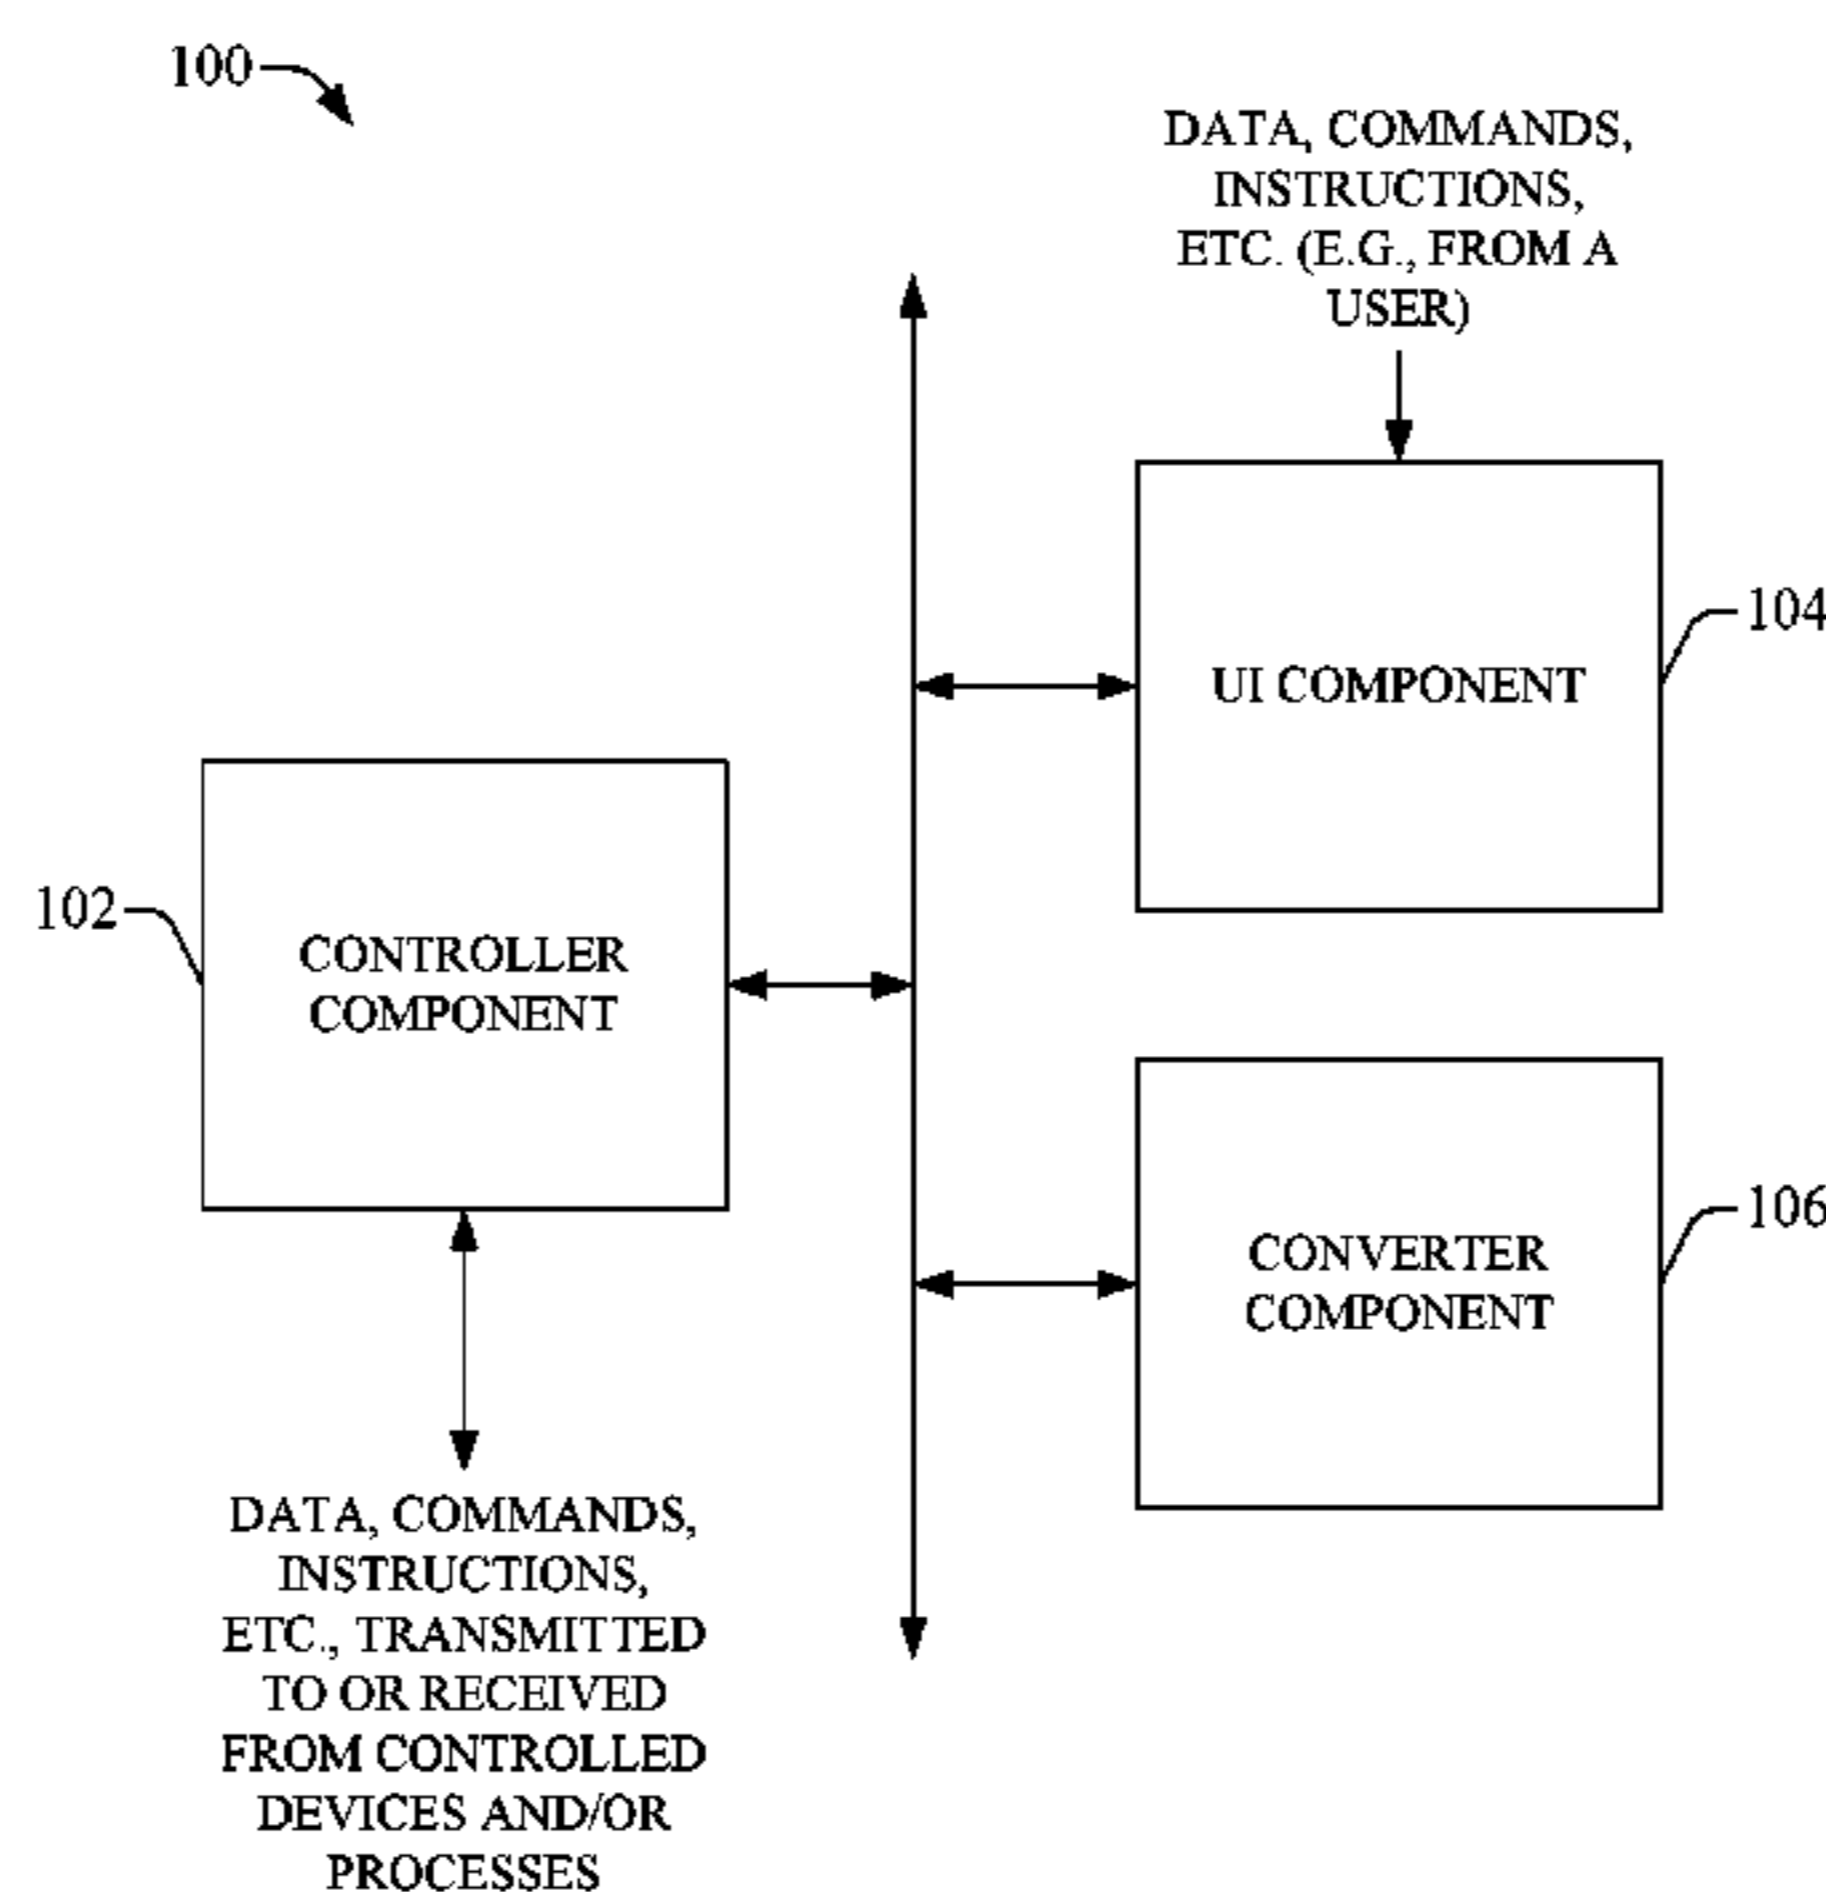 100
DATA, COMMANDS,
INSTRUCTIONS,
ETC. (E.G., FROM A
USER)
104
UI COMPONENT
102
CONTROLLER
COMPONENT
106
CONVERTER
COMPONENT
DATA, COMMANDS,
INSTRUCTIONS,
ETC., TRANSMITTED
TO OR RECEIVED
FROM CONTROLLED
DEVICES AND/OR
PROCESSES